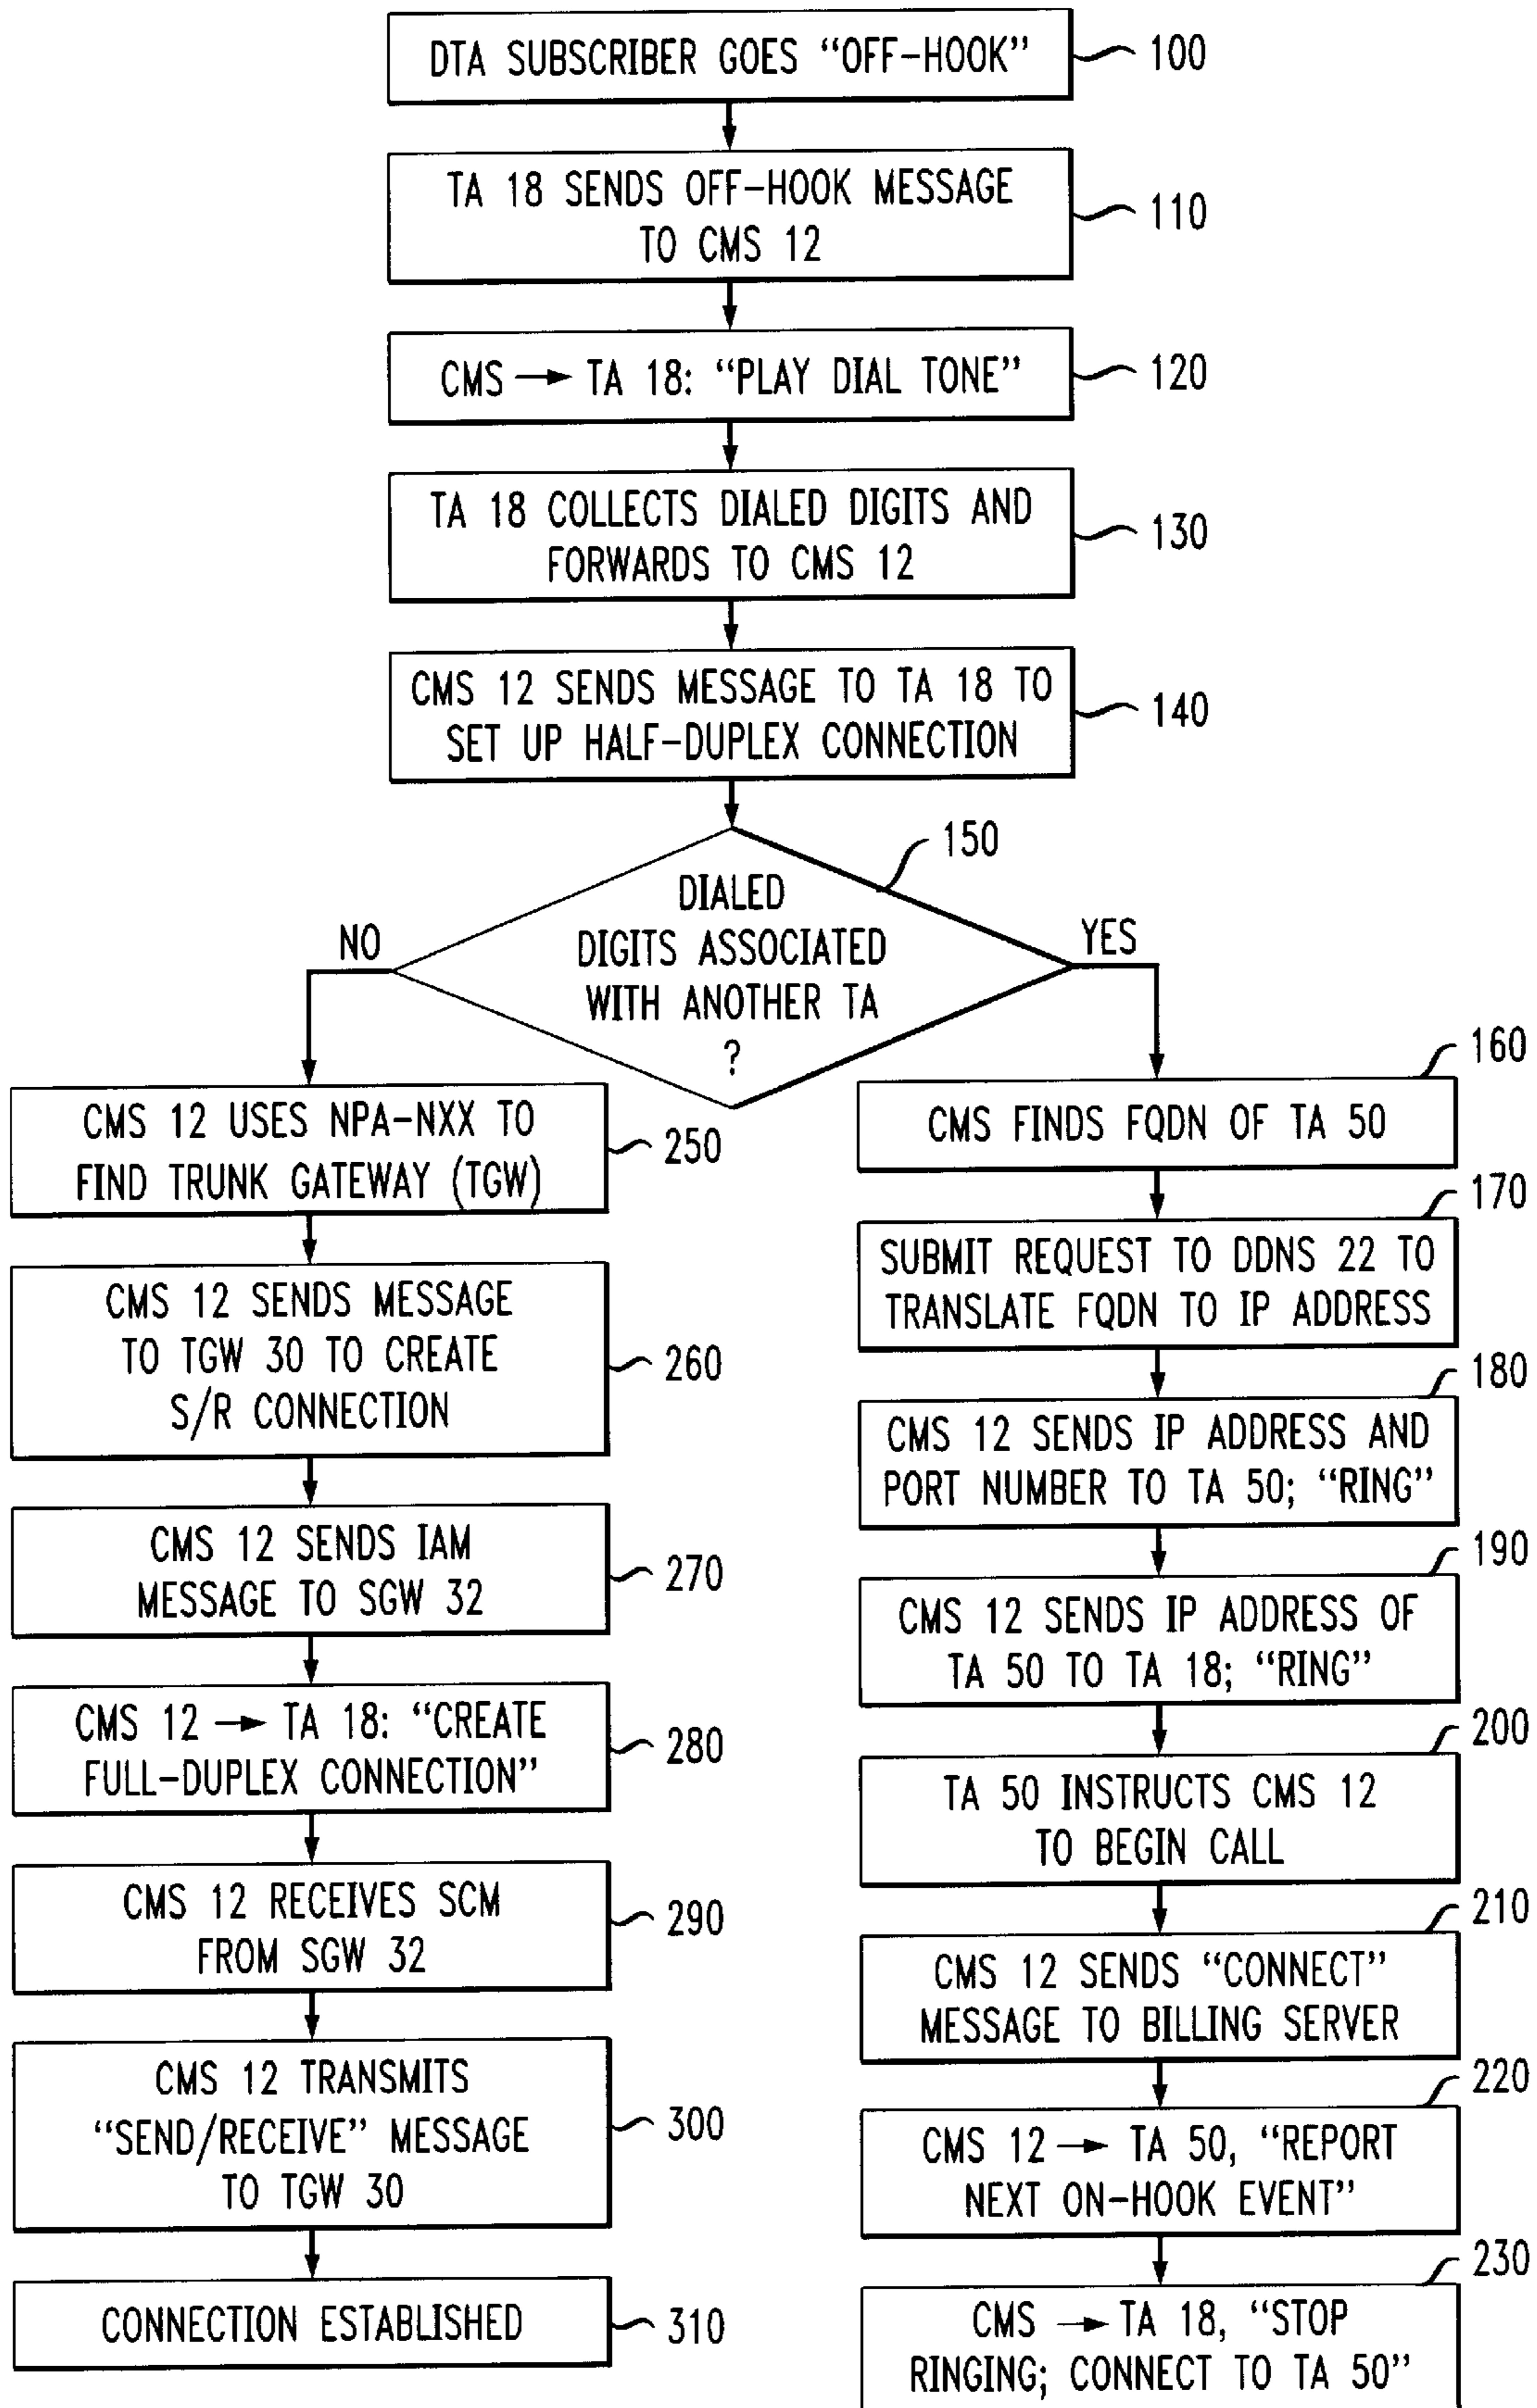 DTA SUBSCRIBER GOES “OFF-HOOK”
100
TA 18 SENDS OFF-HOOK MESSAGE
TO CMS 12
110
CMS → TA 18: “PLAY DIAL TONE”
120
TA 18 COLLECTS DIALED DIGITS AND
FORWARDS TO CMS 12
130
CMS 12 SENDS MESSAGE TO TA 18 TO
SET UP HALF-DUPLEX CONNECTION
140
DIALED
DIGITS ASSOCIATED
WITH ANOTHER TA
?
150
NO
YES
CMS 12 USES NPA-NXX TO
FIND TRUNK GATEWAY (TGW)
250
CMS 12 SENDS MESSAGE
TO TGW 30 TO CREATE
S/R CONNECTION
260
CMS 12 SENDS IAM
MESSAGE TO SGW 32
270
CMS 12 → TA 18: “CREATE
FULL-DUPLEX CONNECTION”
280
CMS 12 RECEIVES SCM
FROM SGW 32
290
CMS 12 TRANSMITS
“SEND/RECEIVE” MESSAGE
TO TGW 30
300
CONNECTION ESTABLISHED
310
160
CMS FINDS FQDN OF TA 50
170
SUBMIT REQUEST TO DDNS 22 TO
TRANSLATE FQDN TO IP ADDRESS
180
CMS 12 SENDS IP ADDRESS AND
PORT NUMBER TO TA 50; “RING”
190
CMS 12 SENDS IP ADDRESS OF
TA 50 TO TA 18; “RING”
200
TA 50 INSTRUCTS CMS 12
TO BEGIN CALL
210
CMS 12 SENDS “CONNECT”
MESSAGE TO BILLING SERVER
220
CMS 12 → TA 50, “REPORT
NEXT ON-HOOK EVENT”
230
CMS → TA 18, “STOP
RINGING; CONNECT TO TA 50”